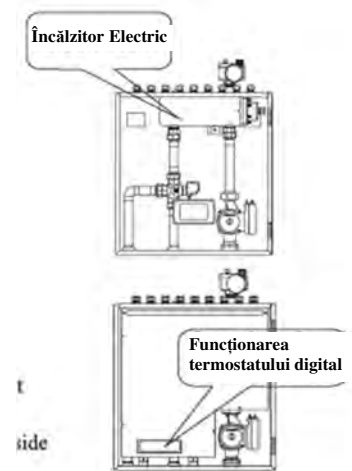 Încălzitor Electric
Funcționarea
termostatului digital
t
side